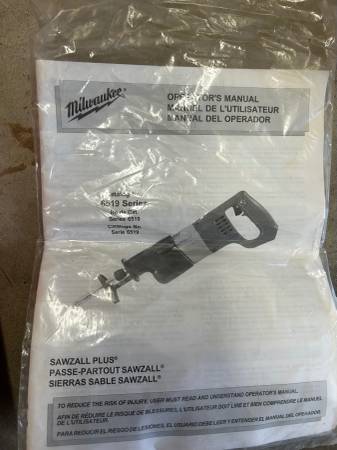 Milwaukee
OPERATOR'S MANUAL
MANUEL DE L'UTILISATEUR
MANUAL DEL OPERADOR
6519 Series
Série 6519
Serie 6519
SAWZALL PLUS®
PASSE-PARTOUT SAWZALL®
SIERRAS SABLE SAWZALL®
TO REDUCE THE RISK OF INJURY, USER MUST READ AND UNDERSTAND OPERATOR'S MANUAL.
AFIN DE RÉDUIRE LE RISQUE DE BLESSURES, L'UTILISATEUR DOIT LIRE ET BIEN COMPRENDRE LE MANUEL
DE L'UTILISATEUR.
PARA REDUCIR EL RIESGO DE LESIONES, EL USUARIO DEBE LEER Y ENTENDER EL MANUAL DEL OPERADOR.